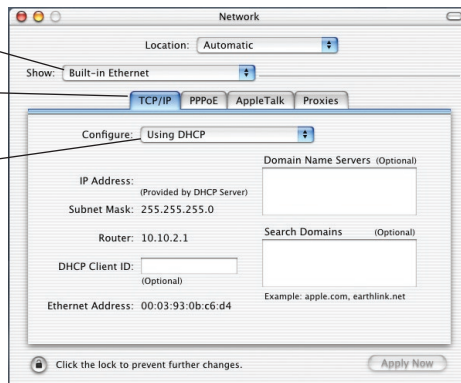 Network
Location: Automatic
Show: Built-in Ethernet
TCP/IP PPPoE AppleTalk Proxies
Configure: Using DHCP
Domain Name Servers (Optional)
IP Address:
(Provided by DHCP Server)
Subnet Mask: 255.255.255.0
Router: 10.10.2.1
Search Domains (Optional)
DHCP Client ID:
(Optional)
Example: apple.com, earthlink.net
Ethernet Address: 00:03:93:0b:c6:d4
Click the lock to prevent further changes.
Apply Now